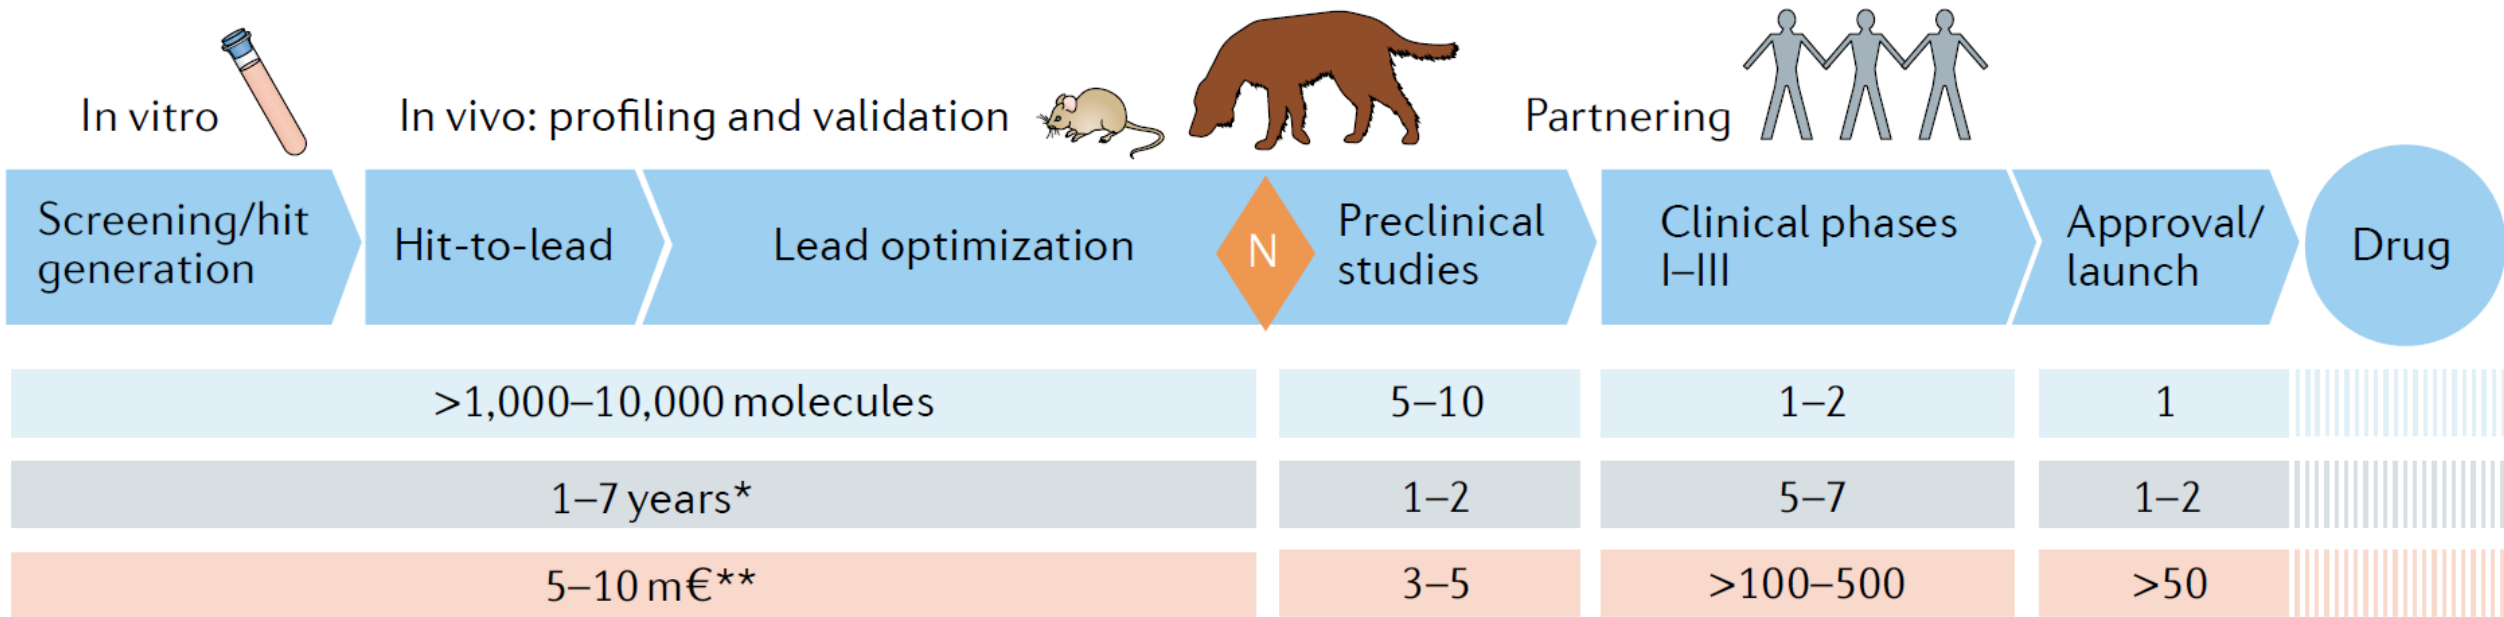 In vitro
In vivo: profiling and validation
Partnering
Screening/hit
generation
Hit-to-lead
Lead optimization
N
Preclinical
studies
Clinical phases
I–III
Approval/
launch
Drug
>1,000–10,000 molecules
5–10
1–2
1
1–7 years*
1–2
5–7
1–2
5–10 m€**
3–5
>100–500
>50